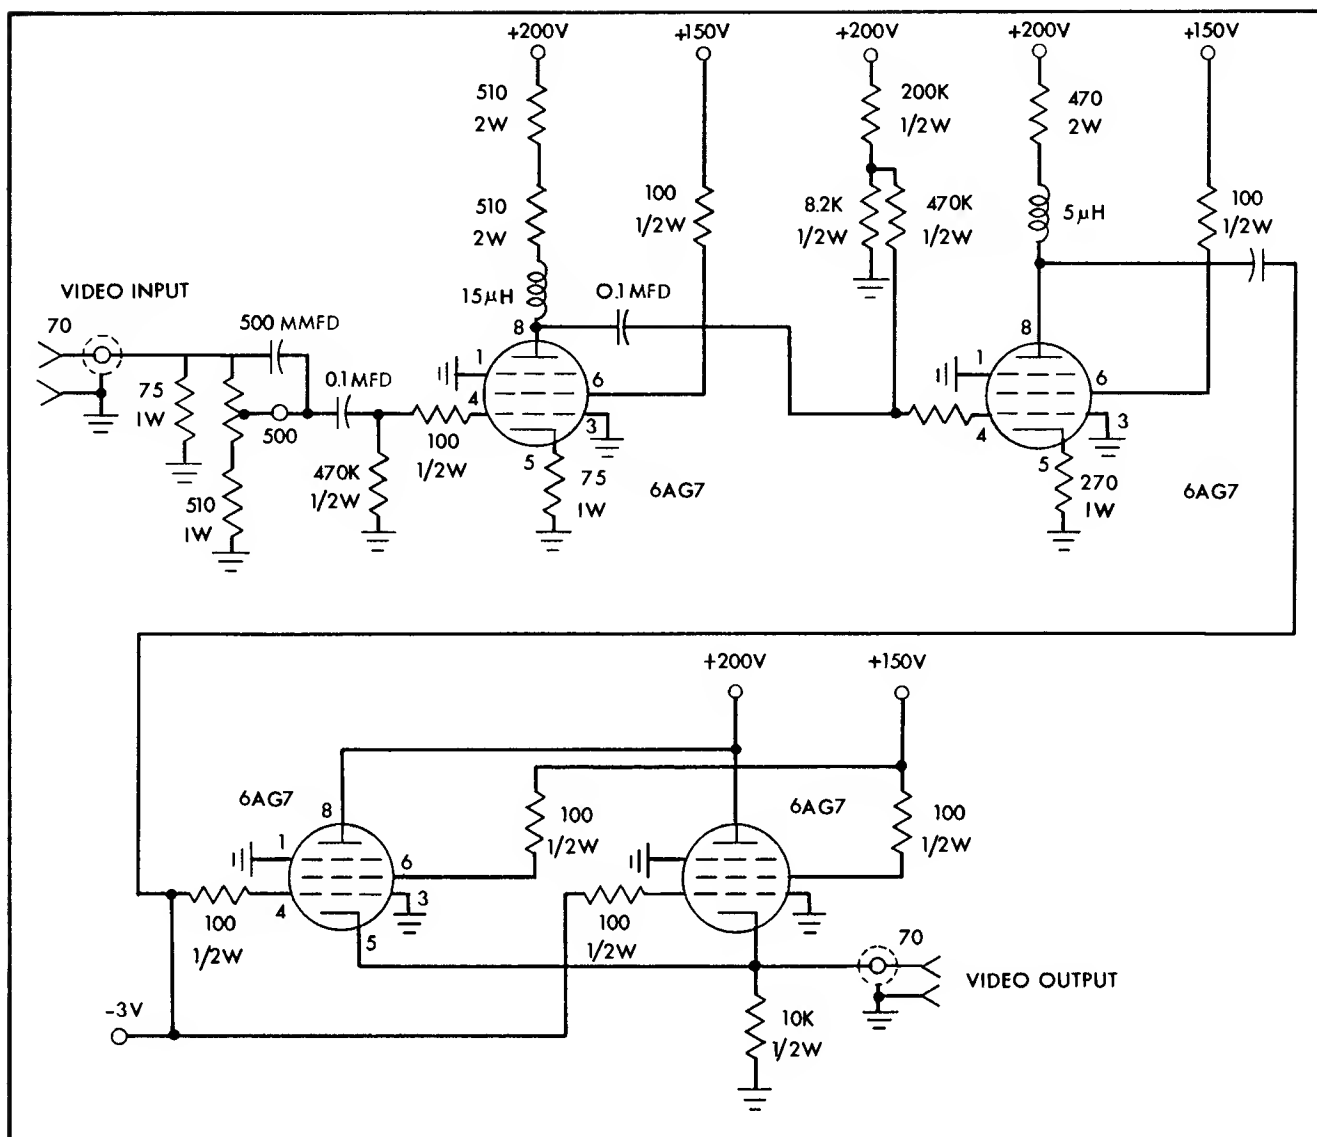 +200V +150V +200V +200V +150V
510
2W
200K
1/2W
470
2W
510
2W
100
1/2W
8.2K
1/2W
470K
1/2W
5µH
100
1/2W
VIDEO INPUT
70
500 MMFD
15µH
0.1MFD
8
1
6
4
3
5
75
1W
500
0.1MFD
100
1/2W
470K
1/2W
510
1W
75
1W
6AG7
8
1
6
4
3
5
270
1W
6AG7
+200V +150V
6AG7
8
1
6
4
3
5
100
1/2W
100
1/2W
6AG7
100
1/2W
100
1/2W
70
VIDEO OUTPUT
-3V
10K
1/2W